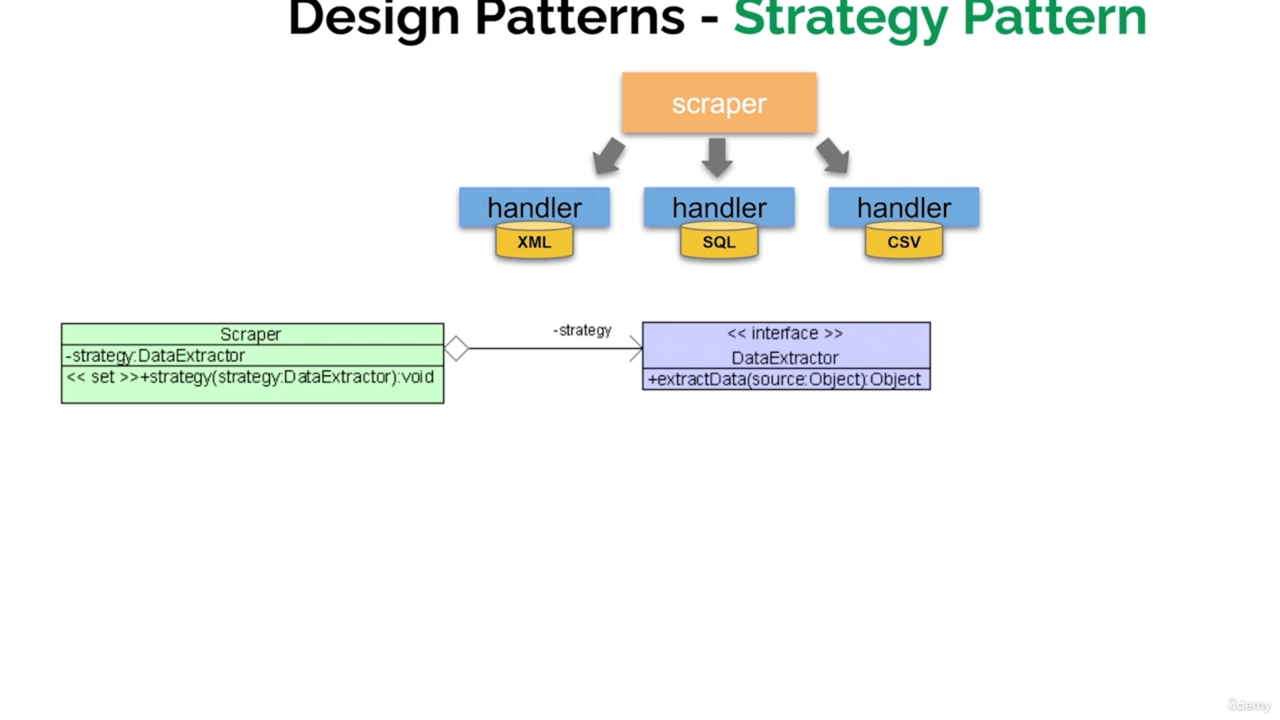 Design Patterns - Strategy Pattern
scraper
handler handler handler
XML SQL CSV
-strategy
Scraper
-strategy:DataExtractor
<< set >>+strategy(strategy:DataExtractor):void
<< interface >>
DataExtractor
+extractData(source:Object):Object
ûdemy